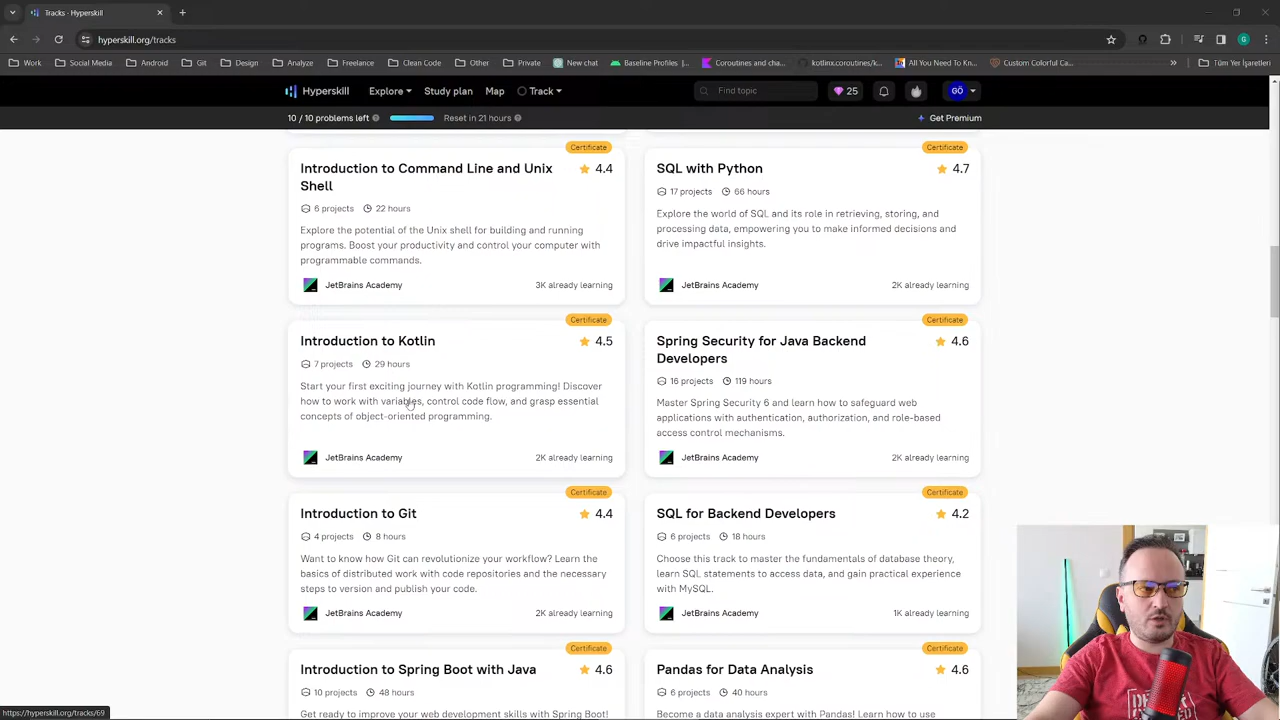 Tracks - Hyperskill
hyperskill.org/tracks
Work Social Media Android Git Design Analyze Freelance Clean Code Other Private New chat Baseline Profiles |... Coroutines and cha... kotlinx.coroutines/k... All You Need To Kn... Custom Colorful Ca... » Tüm Yer İşaretleri
Hyperskill Explore Study plan Map Track Find topic 25 GÖ
10 / 10 problems left Reset in 21 hours Get Premium
Certificate
Introduction to Command Line and Unix
Shell
4.4
6 projects 22 hours
Explore the potential of the Unix shell for building and running
programs. Boost your productivity and control your computer with
programmable commands.
JetBrains Academy 3K already learning
Certificate
SQL with Python 4.7
17 projects 66 hours
Explore the world of SQL and its role in retrieving, storing, and
processing data, empowering you to make informed decisions and
drive impactful insights.
JetBrains Academy 2K already learning
Certificate
Introduction to Kotlin 4.5
7 projects 29 hours
Start your first exciting journey with Kotlin programming! Discover
how to work with variables, control code flow, and grasp essential
concepts of object-oriented programming.
JetBrains Academy 2K already learning
Certificate
Spring Security for Java Backend
Developers
4.6
16 projects 119 hours
Master Spring Security 6 and learn how to safeguard web
applications with authentication, authorization, and role-based
access control mechanisms.
JetBrains Academy 2K already learning
Certificate
Introduction to Git 4.4
4 projects 8 hours
Want to know how Git can revolutionize your workflow? Learn the
basics of distributed work with code repositories and the necessary
steps to version and publish your code.
JetBrains Academy 2K already learning
Certificate
SQL for Backend Developers 4.2
6 projects 18 hours
Choose this track to master the fundamentals of database theory,
learn SQL statements to access data, and gain practical experience
with MySQL.
JetBrains Academy 1K already learning
Certificate
Introduction to Spring Boot with Java 4.6
10 projects 48 hours
Get ready to improve your web development skills with Spring Boot!
Certificate
Pandas for Data Analysis 4.6
6 projects 40 hours
Become a data analysis expert with Pandas! Learn how to use
https://hyperskill.org/tracks/69